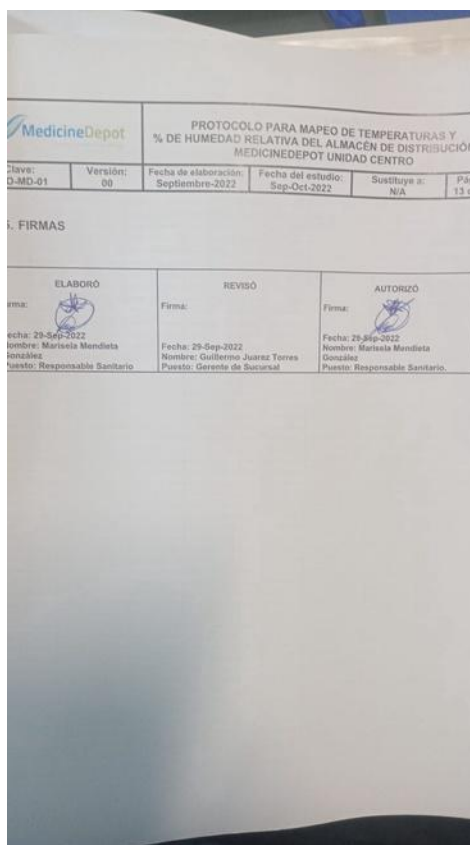 MedicineDepot
PROTOCOLO PARA MAPEO DE TEMPERATURAS Y
% DE HUMEDAD RELATIVA DEL ALMACÉN DE DISTRIBUCIÓN
MEDICINEDEPOT UNIDAD CENTRO
Clave: Versión: Fecha de elaboración: Fecha del estudio: Sustituye a:
O-MD-01 00 Septiembre-2022 Sep-Oct-2022 N/A 13
. FIRMAS
ELABORÓ REVISÓ AUTORIZÓ
Firma: Firma:
Fecha: 29-Sep-2022
Nombre: Marisela Mendieta
González
Puesto: Responsable Sanitario
Fecha: 29-Sep-2022
Nombre: Guillermo Juarez Torres
Puesto: Gerente de Sucursal
Fecha: 29-Sep-2022
Nombre: Marisela Mendieta
González
Puesto: Responsable Sanitario.